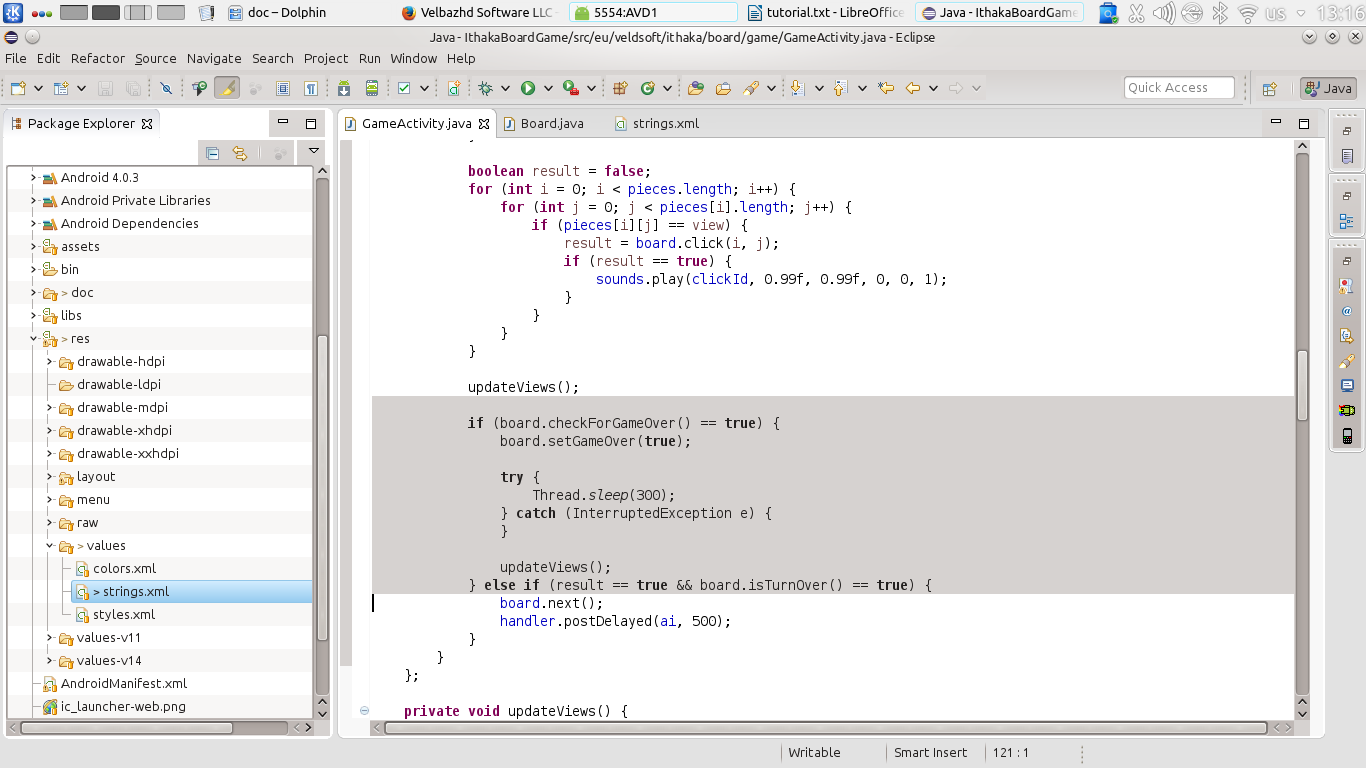 doc – Dolphin
Velbazhd Software LLC
5554:AVD1
tutorial.txt - LibreOffice
Java - IthakaBoardGame
us
13:16
Java - IthakaBoardGame/src/eu/veldsoft/ithaka/board/game/GameActivity.java - Eclipse
File Edit Refactor Source Navigate Search Project Run Window Help
Quick Access
Java
Package Explorer
GameActivity.java
Board.java
strings.xml
Android 4.0.3
Android Private Libraries
Android Dependencies
assets
bin
> doc
libs
> res
drawable-hdpi
drawable-ldpi
drawable-mdpi
drawable-xhdpi
drawable-xxhdpi
layout
menu
raw
> values
colors.xml
> strings.xml
styles.xml
values-v11
values-v14
AndroidManifest.xml
ic_launcher-web.png
boolean result = false;
for (int i = 0; i < pieces.length; i++) {
for (int j = 0; j < pieces[i].length; j++) {
if (pieces[i][j] == view) {
result = board.click(i, j);
if (result == true) {
sounds.play(clickId, 0.99f, 0.99f, 0, 0, 1);
}
}
}
}
updateViews();
if (board.checkForGameOver() == true) {
board.setGameOver(true);
try {
Thread.sleep(300);
} catch (InterruptedException e) {
}
updateViews();
} else if (result == true && board.isTurnOver() == true) {
board.next();
handler.postDelayed(ai, 500);
}
}
};
private void updateViews() {
Writable
Smart Insert
121 : 1